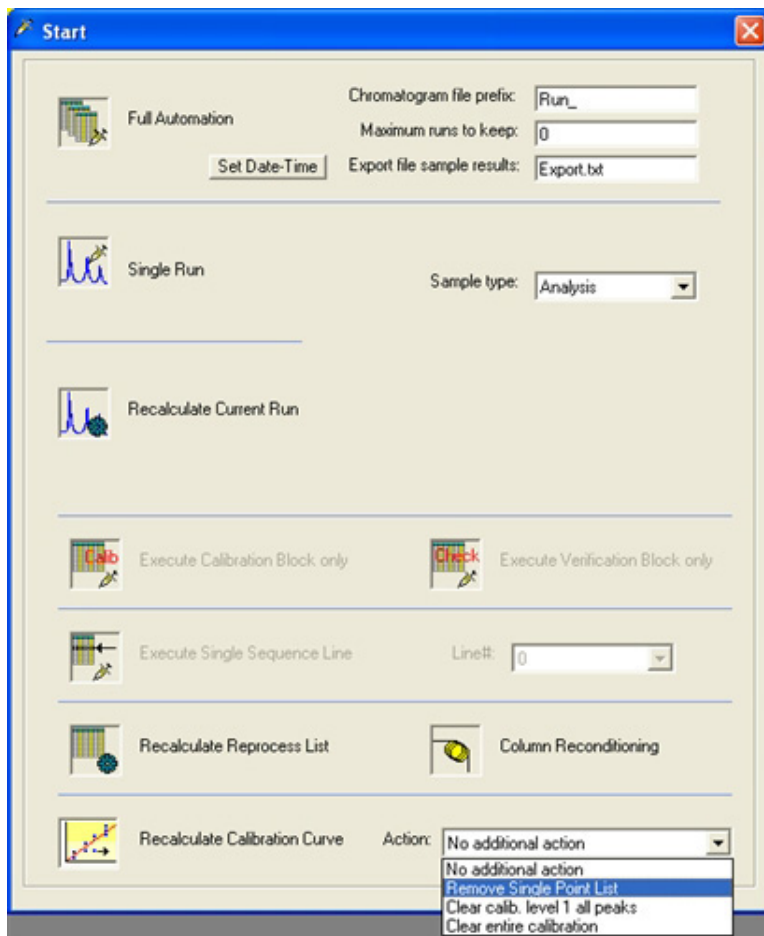 Start
Full Automation
Chromatogram file prefix: Run_
Maximum runs to keep: 0
Set Date-Time
Export file sample results: Export.txt
Single Run
Sample type: Analysis
Recalculate Current Run
Calib Execute Calibration Block only
Check Execute Verification Block only
Execute Single Sequence Line
Line#: 0
Recalculate Reprocess List
Column Reconditioning
Recalculate Calibration Curve
Action: No additional action
No additional action
Remove Single Point List
Clear calib. level 1 all peaks
Clear entire calibration